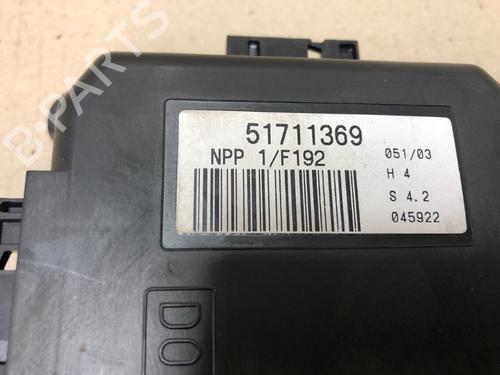 B-PARTS
51711369
NPP 1/F192
051/03
H 4
S 4.2
045922
DO